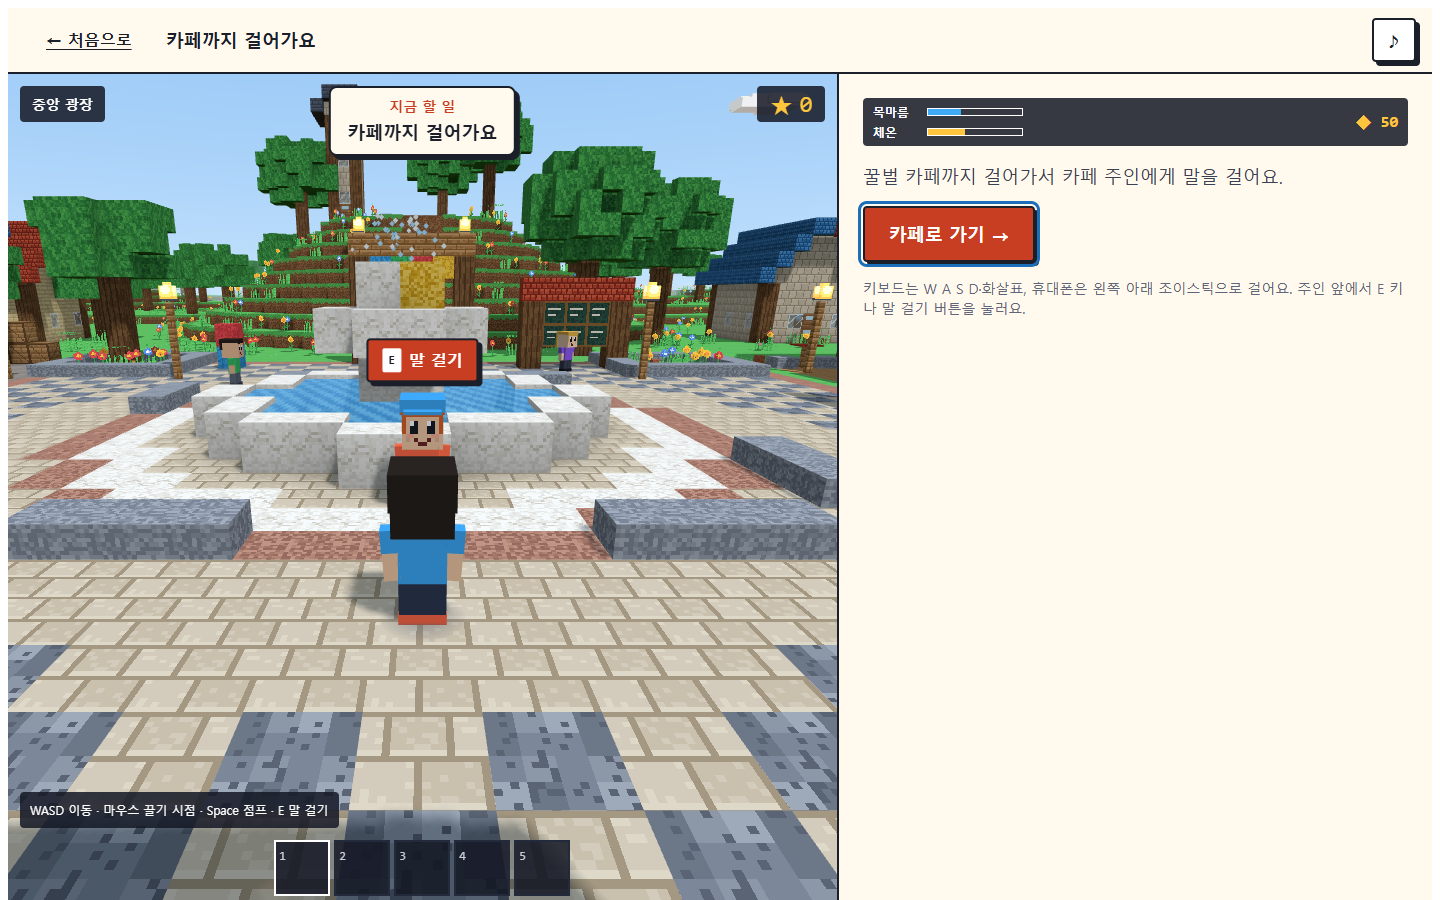 ← 처음으로
카페까지 걸어가요
♪
중앙 광장
지금 할 일
카페까지 걸어가요
★ 0
E 말 걸기
WASD 이동 · 마우스 끌기 시점 · Space 점프 · E 말 걸기
1
2
3
4
5
목마름
체온
◆ 50
꿀벌 카페까지 걸어가서 카페 주인에게 말을 걸어요.
카페로 가기 →
키보드는 W A S D·화살표, 휴대폰은 왼쪽 아래 조이스틱으로 걸어요. 주인 앞에서 E 키
나 말 걸기 버튼을 눌러요.